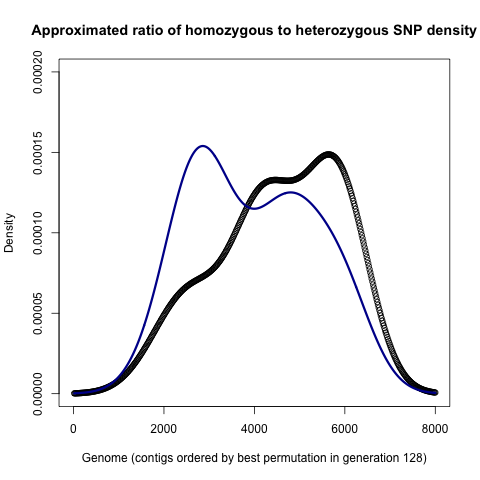 Approximated ratio of homozygous to heterozygous SNP density
0.00020
0.00015
0.00010
0.00005
0.00000
Density
0 2000 4000 6000 8000
Genome (contigs ordered by best permutation in generation 128)